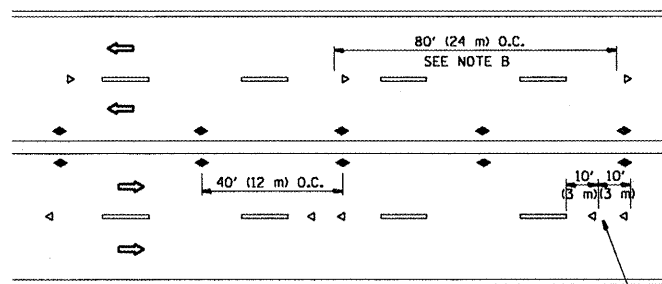 80' (24 m) O.C.
SEE NOTE B
40' (12 m) O.C.
10' 10'
(3 m) (3 m)